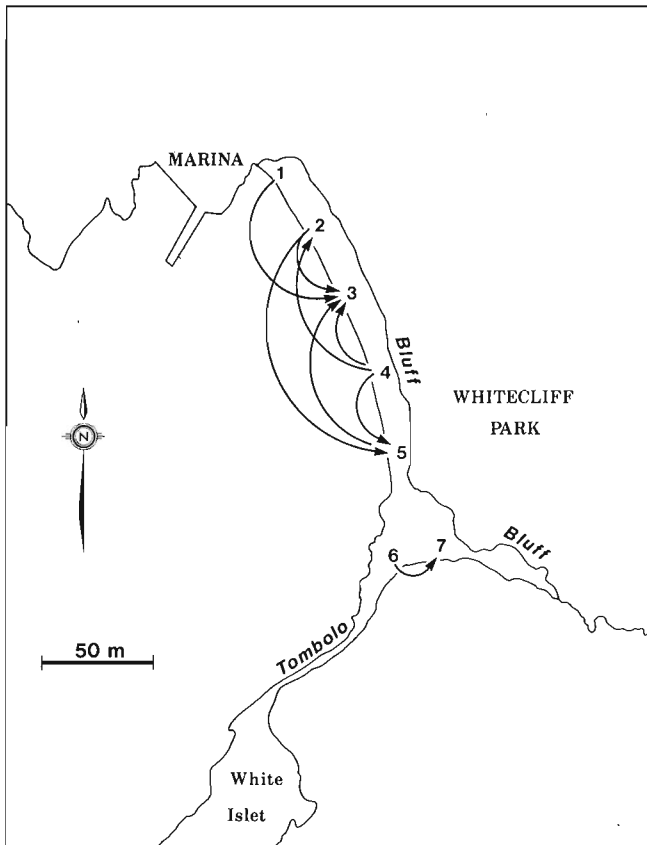 MARINA
1
2
3
Bluff
4
WHITECLIFF
PARK
N
5
7
Bluff
6
Tombolo
50 m
White
Islet